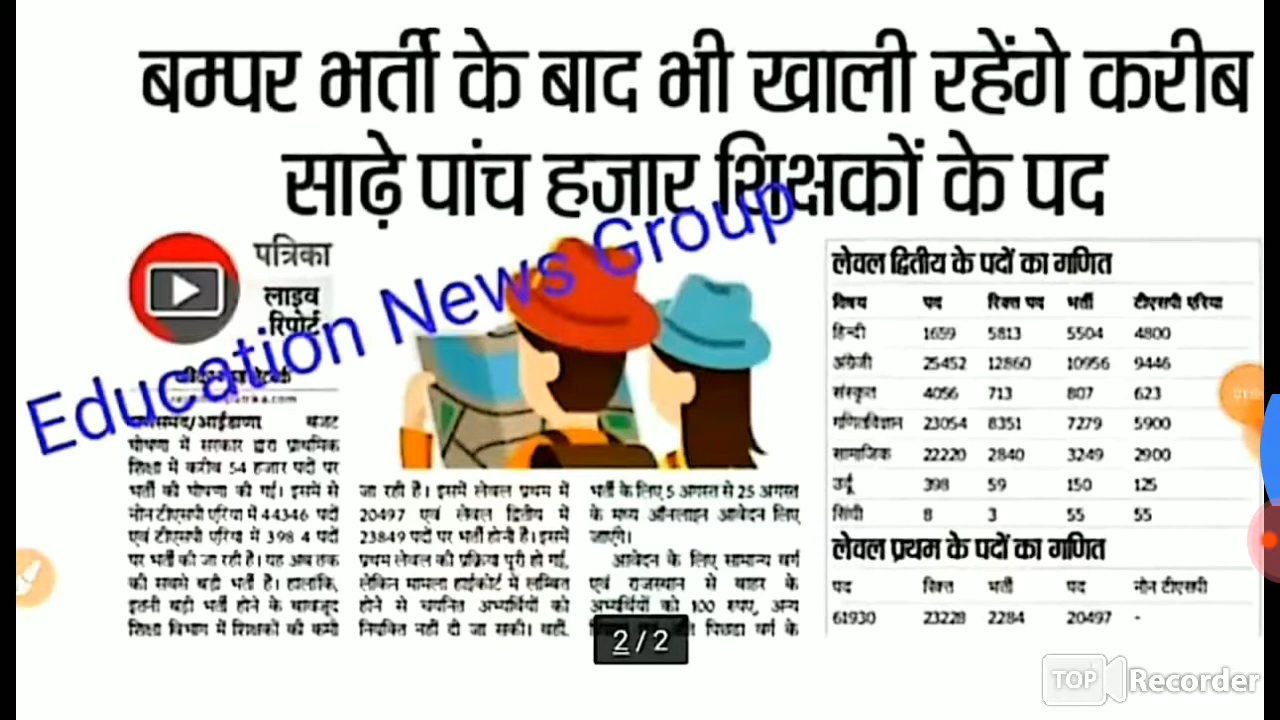 बम्पर भर्ती के बाद भी खाली रहेंगे करीब
साढ़े पांच हजार शिक्षकों के पद
Education News Group
पत्रिका
लाइव
रिपोर्ट
बजट
घोषणा में सरकार द्वारा प्राथमिक
शिक्षा में करीब 54 हजार पदों पर
भर्ती की घोषणा की गई। इसमें से
नोन टीएसपी एरिया में 44346 पदों
एवं टीएसपी एरिया में 398 4 पदों
पर भर्ती की जा रही है। यह अब तक
की सबसे बड़ी भर्ती है। हालांकि,
इतनी बड़ी भर्ती होने के बावजूद
शिक्षा विभाग में शिक्षकों की कमी
जा रही है। इसमें लेवल प्रथम में
20497 एवं लेवल द्वितीय में
23849 पदों पर भर्ती होनी है। इसमें
प्रथम लेवल की प्रक्रिया पूरी हो गई,
लेकिन मामला हाईकोर्ट में लम्बित
होने से चयनित अभ्यर्थियों को
नियुक्ति नहीं दी जा सकी। वहीं,
भर्ती के लिए 5 अगस्त से 25 अगस्त
के मध्य ऑनलाइन आवेदन लिए
जाएंगे।
आवेदन के लिए सामान्य वर्ग
एवं राजस्थान से बाहर के
अभ्यर्थियों को 100 रुपए, अन्य
पिछडा वर्ग के
लेवल द्वितीय के पदों का गणित
विषय पद रिक्त पद भर्ती टीएसपी एरिया
हिन्दी 1659 5813 5504 4800
अंग्रेजी 25452 12860 10956 9446
संस्कृत 4056 713 807 623
गणितविज्ञान 23054 8351 7279 5900
सामाजिक 22220 2840 3249 2900
उर्दू 398 59 150 125
सिंधी 8 3 55 55
लेवल प्रथम के पदों का गणित
पद रिक्त भर्ती पद नोन टीएसपी
61930 23228 2284 20497 -
2/2
TOP Recorder